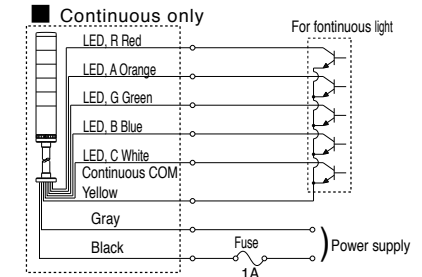 ■ Continuous only
For fontinuous light
LED, R Red
LED, A Orange
LED, G Green
LED, B Blue
LED, C White
Continuous COM
Yellow
Gray
Black
Fuse
1A
Power supply